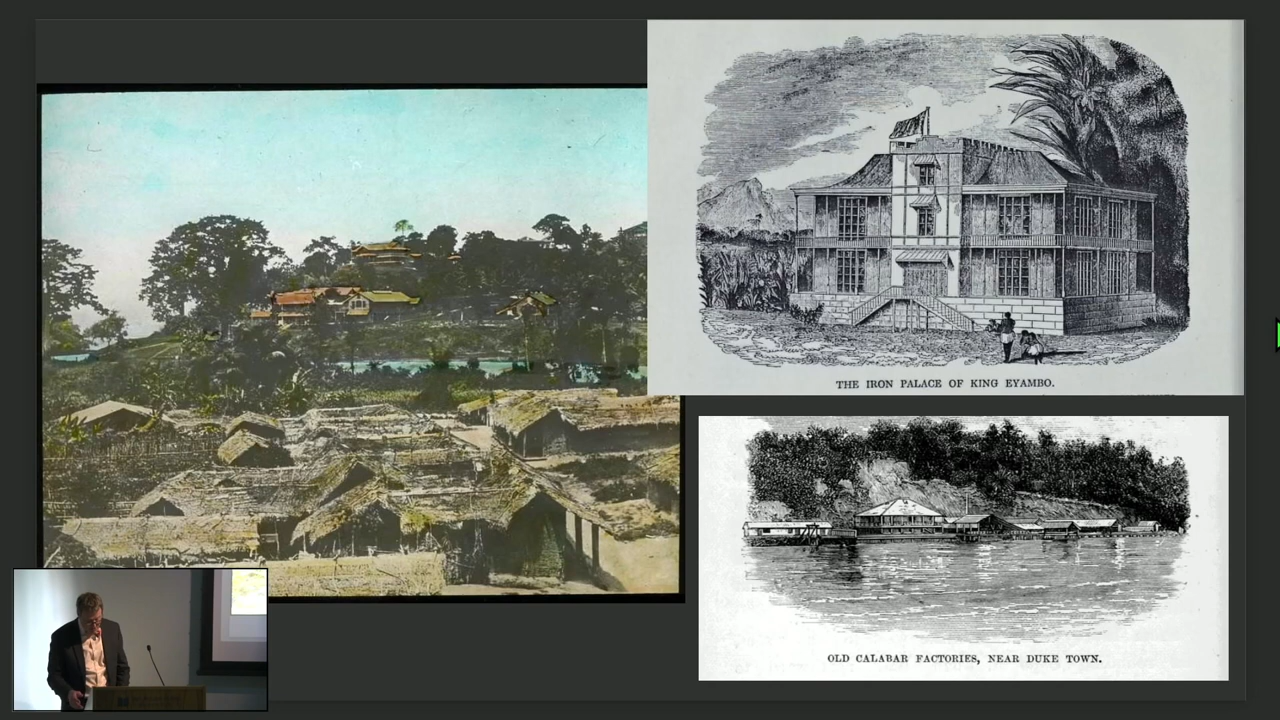 THE IRON PALACE OF KING EYAMBO.
OLD CALABAR FACTORIES, NEAR DUKE TOWN.